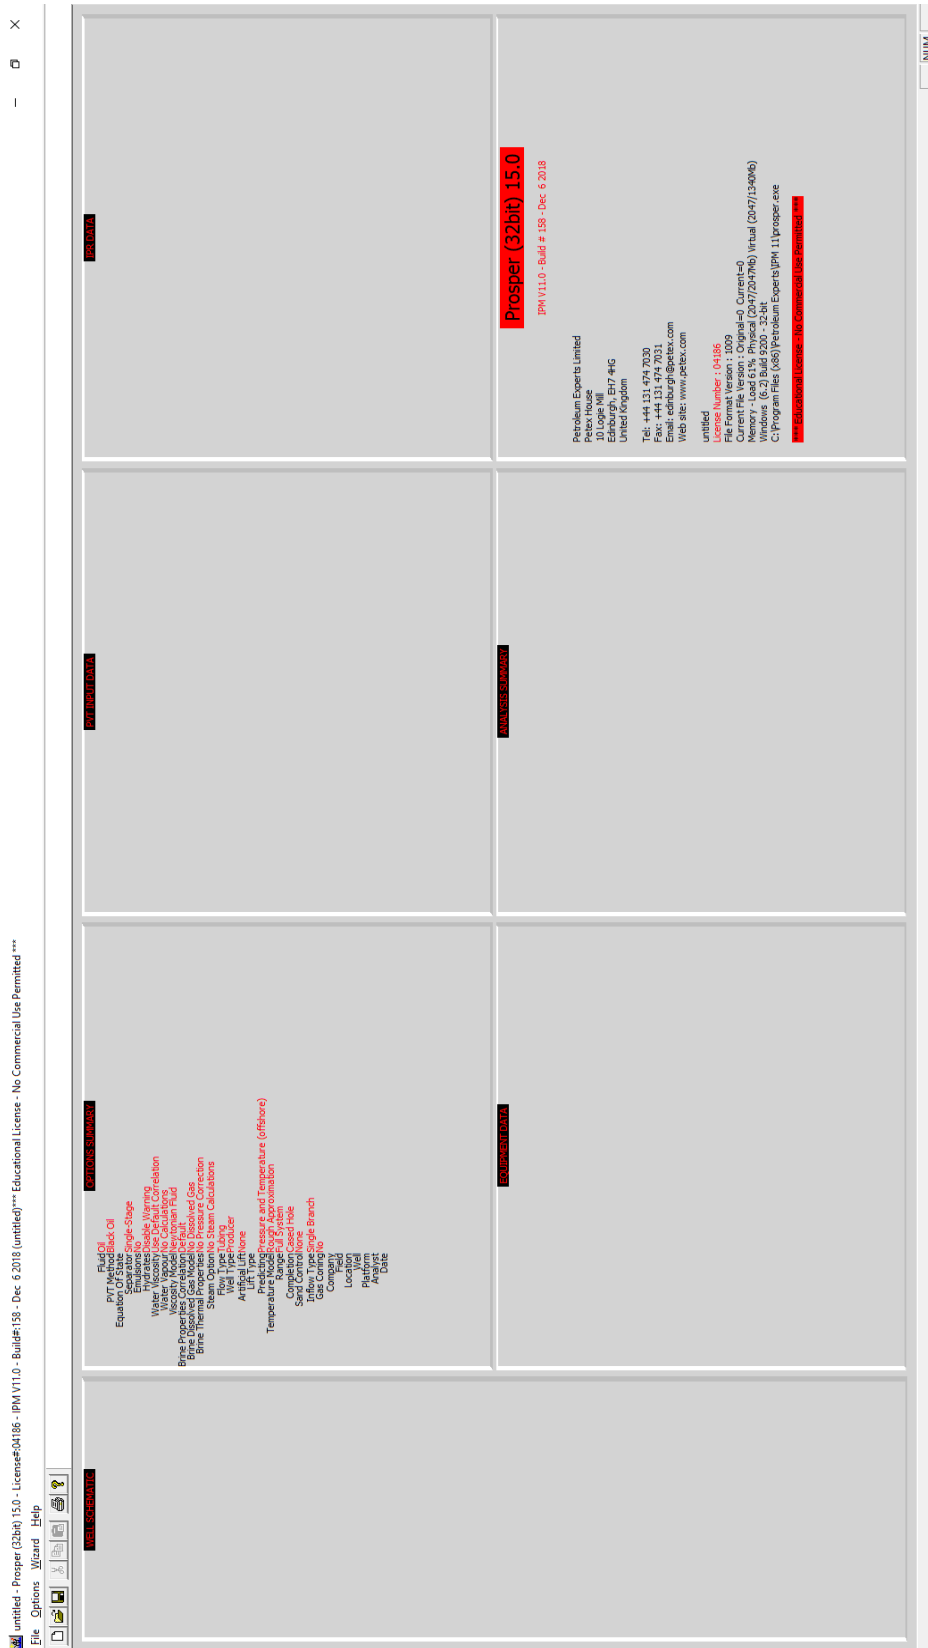 untitled - Prosper (32bit) 15.0 - License#:04186 - IPM V11.0 - Build#:158 - Dec 6 2018 (untitled)*** Educational License - No Commercial Use Permitted ***
File Options Wizard Help
WELL SCHEMATIC
OPTIONS SUMMARY
Fluid Oil
PVT Method Black Oil
Equation Of State
Separator Single-Stage
Emulsions No
Hydrates Disable Warning
Water Viscosity Use Default Correlation
Water Vapour No Calculations
Viscosity Model Newtonian Fluid
Brine Properties Correlation Default
Brine Dissolved Gas Model No Dissolved Gas
Brine Thermal Properties No Pressure Correction
Steam Option No Steam Calculations
Flow Type Tubing
Well Type Producer
Artificial Lift None
Lift Type
Predicting Pressure and Temperature (offshore)
Temperature Model Rough Approximation
Range Full System
Completion Cased Hole
Sand Control None
Inflow Type Single Branch
Gas Coning No
Company
Field
Location
Well
Platform
Analyst
Date
PVT INPUT DATA
IPR DATA
EQUIPMENT DATA
ANALYSIS SUMMARY
Prosper (32bit) 15.0
IPM V11.0 - Build # 158 - Dec 6 2018
Petroleum Experts Limited
Petex House
10 Logie Mill
Edinburgh, EH7 4HG
United Kingdom
Tel: +44 131 474 7030
Fax: +44 131 474 7031
Email: edinburgh@petex.com
Web site: www.petex.com
untitled
License Number : 04186
File Format Version : 1009
Current File Version : Original=0 Current=0
Memory - Load 61% Physical (2047/2047Mb) Virtual (2047/1340Mb)
Windows (6.2) Build 9200 - 32-bit
C:\Program Files (x86)\Petroleum Experts\IPM 11\prosper.exe
*** Educational License - No Commercial Use Permitted ***
NUM